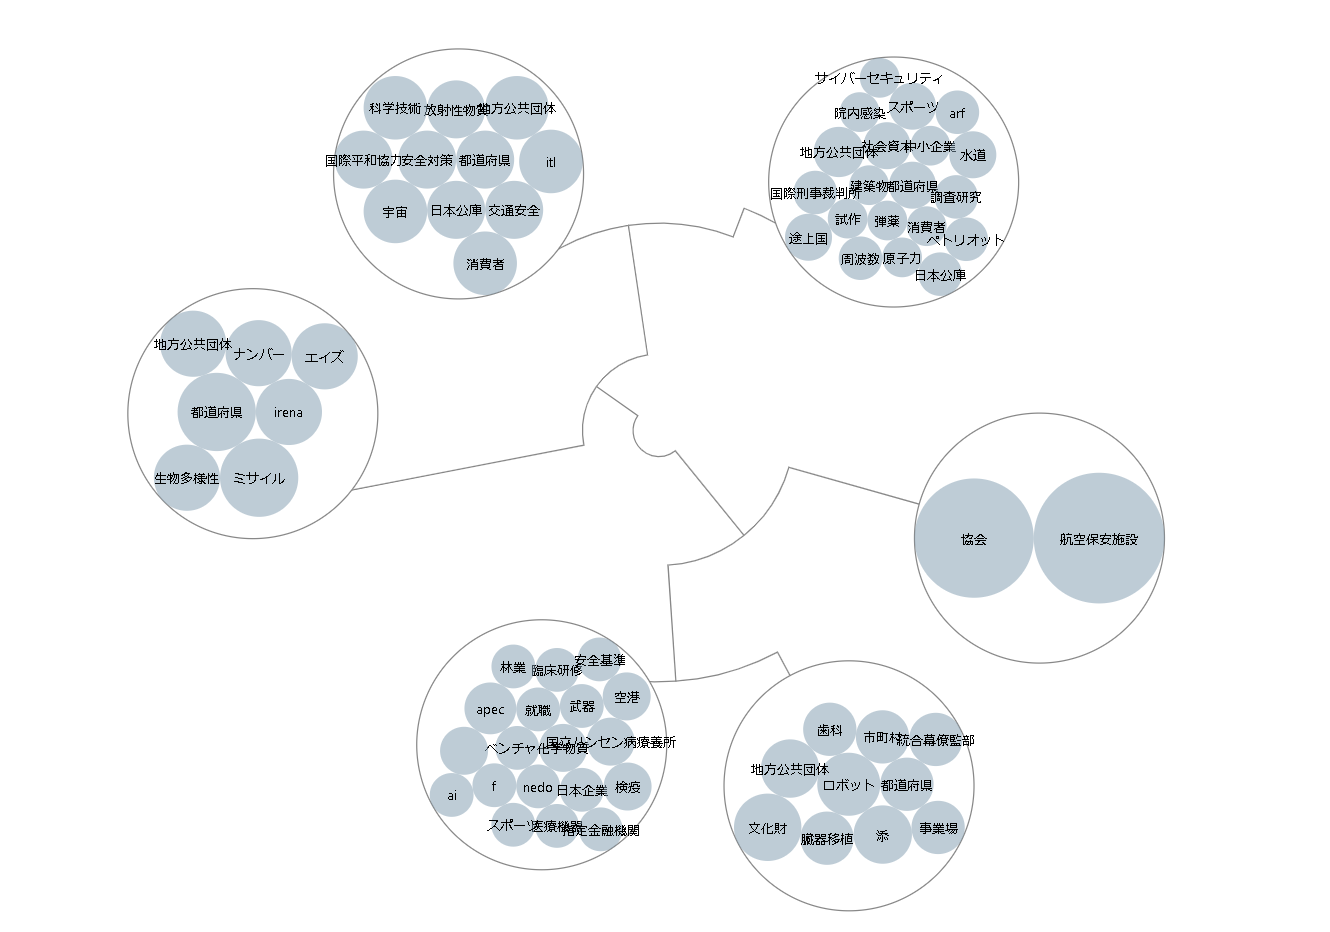 科学技術
放射性物質
地方公共団体
国際平和協力
安全対策
都道府県
itl
宇宙
日本公庫
交通安全
消費者
サイバーセキュリティ
院内感染
スポーツ
arf
地方公共団体
社会資本
中小企業
水道
国際刑事裁判所
建築物
都道府県
調査研究
途上国
試作
弾薬
消費者
ペトリオット
周波数
原子力
日本公庫
地方公共団体
ナンバー
エイズ
都道府県
irena
生物多様性
ミサイル
協会
航空保安施設
林業
臨床研修
安全基準
apec
就職
武器
空港
ベンチャ
化学物質
国立ハンセン病療養所
ai
f
nedo
日本企業
検疫
スポーツ
医療機器
指定金融機関
歯科
市町村
統合幕僚監部
地方公共団体
ロボット
都道府県
文化財
臓器移植
添
事業場